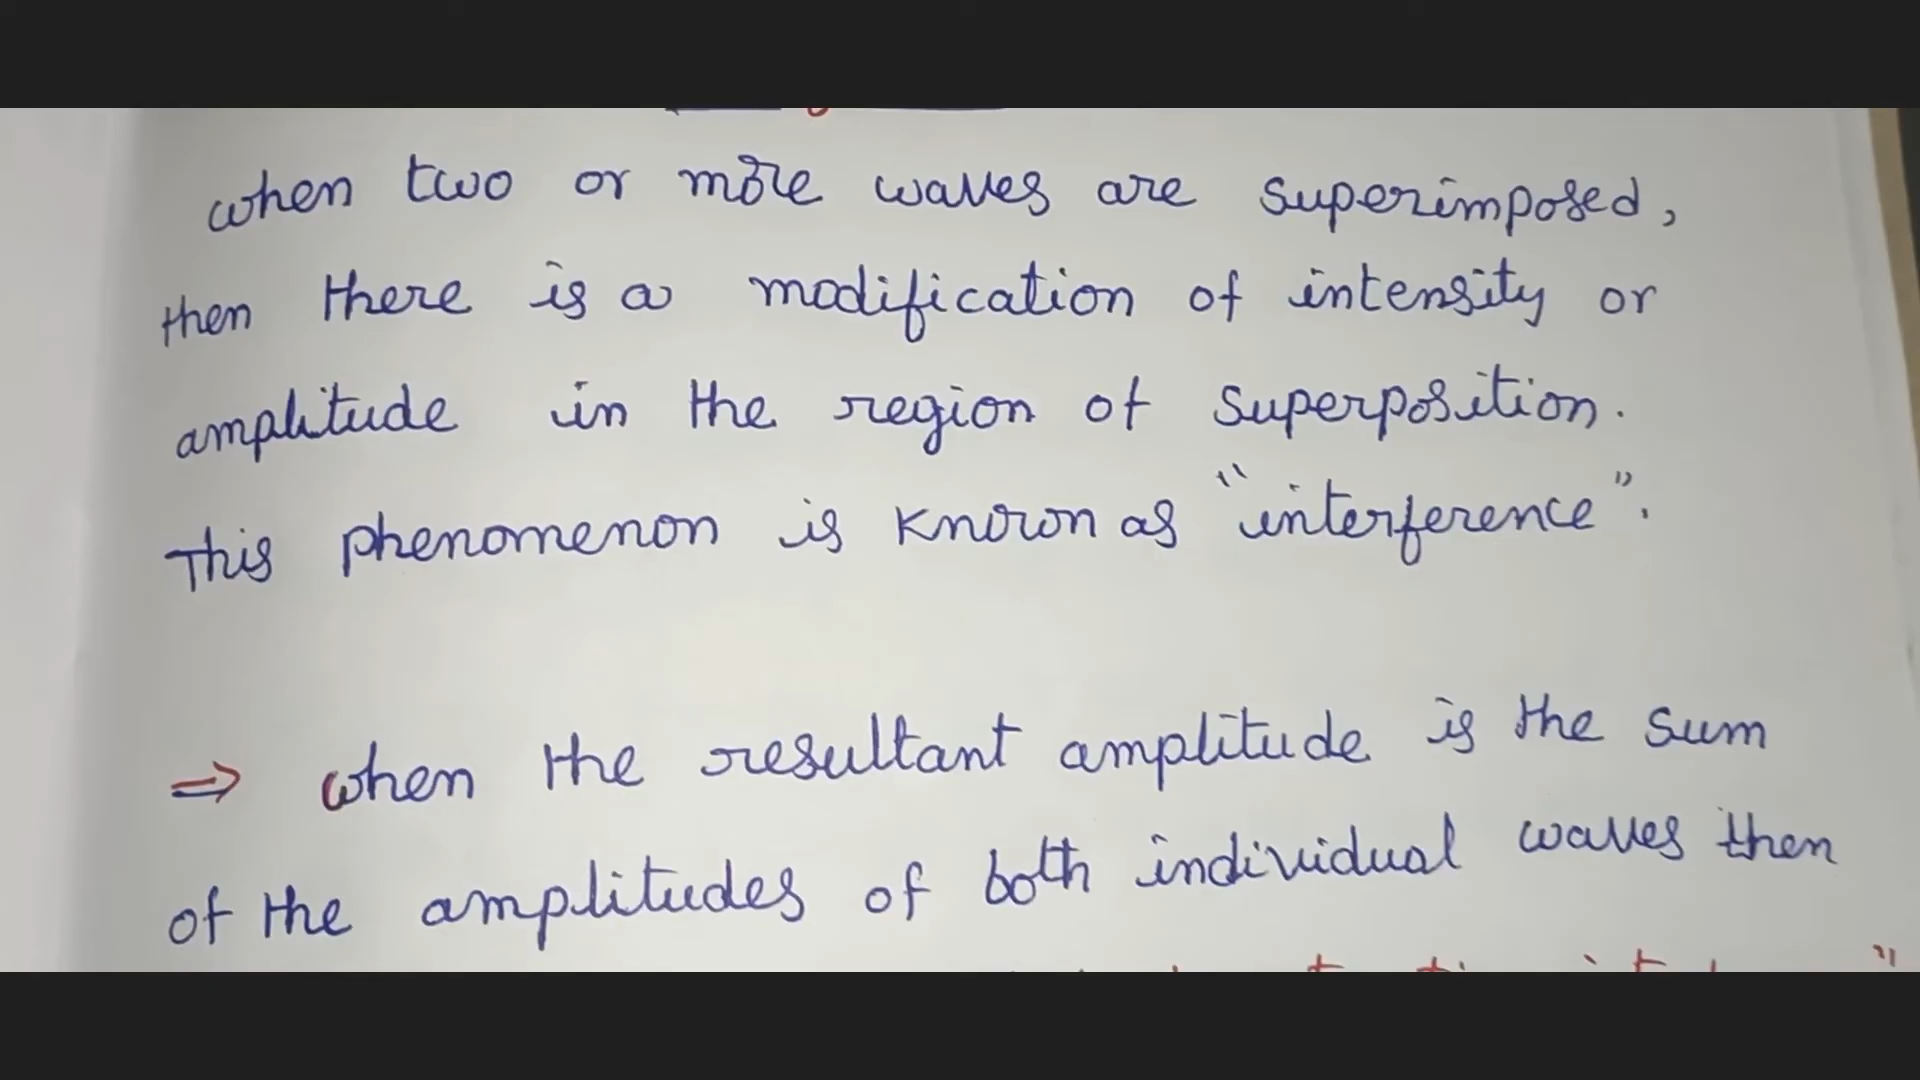 when two or more waves are superimposed,
then there is a modification of intensity or
amplitude in the region of superposition.
This phenomenon is known as "interference".
⇒ when the resultant amplitude is the sum
of the amplitudes of both individual waves then